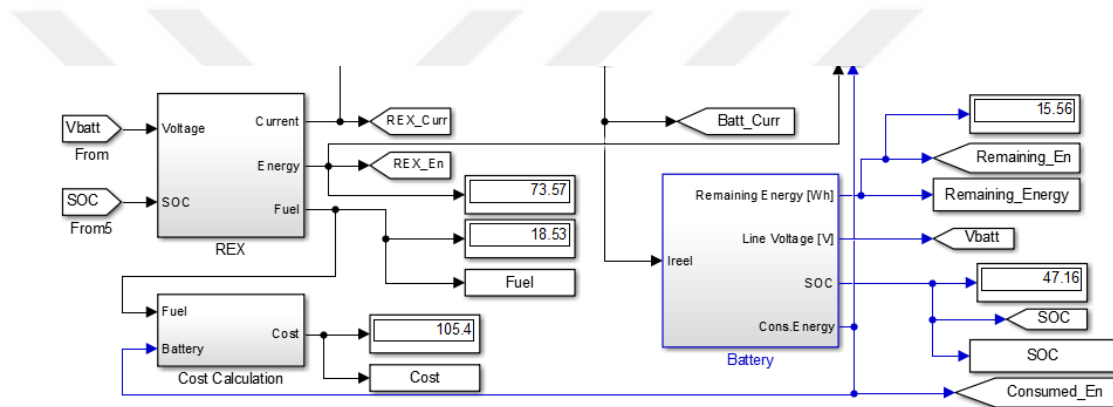 Vbatt
From
SOC
From5
Voltage
SOC
Current
Energy
Fuel
REX
REX_Curr
REX_En
73.57
18.53
Fuel
Fuel
Battery
Cost
Cost Calculation
105.4
Cost
Batt_Curr
Ireel
Remaining Energy [Wh]
Line Voltage [V]
SOC
Cons.Energy
Battery
15.56
Remaining_En
Remaining_Energy
Vbatt
47.16
SOC
SOC
Consumed_En